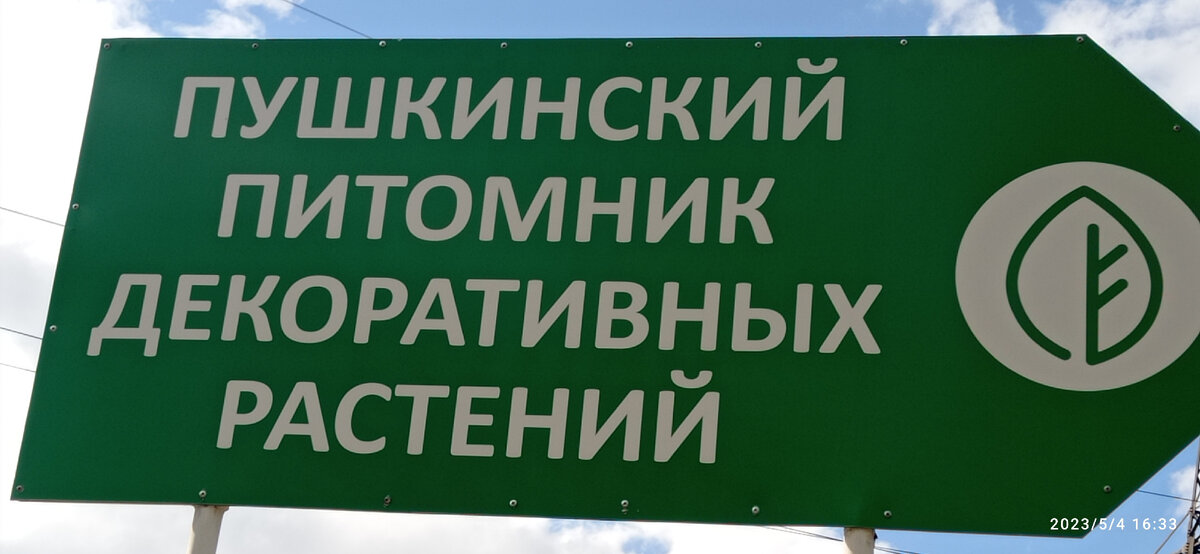 ПУШКИНСКИЙ
ПИТОМНИК
ДЕКОРАТИВНЫХ
РАСТЕНИЙ
2023/5/4 16:33